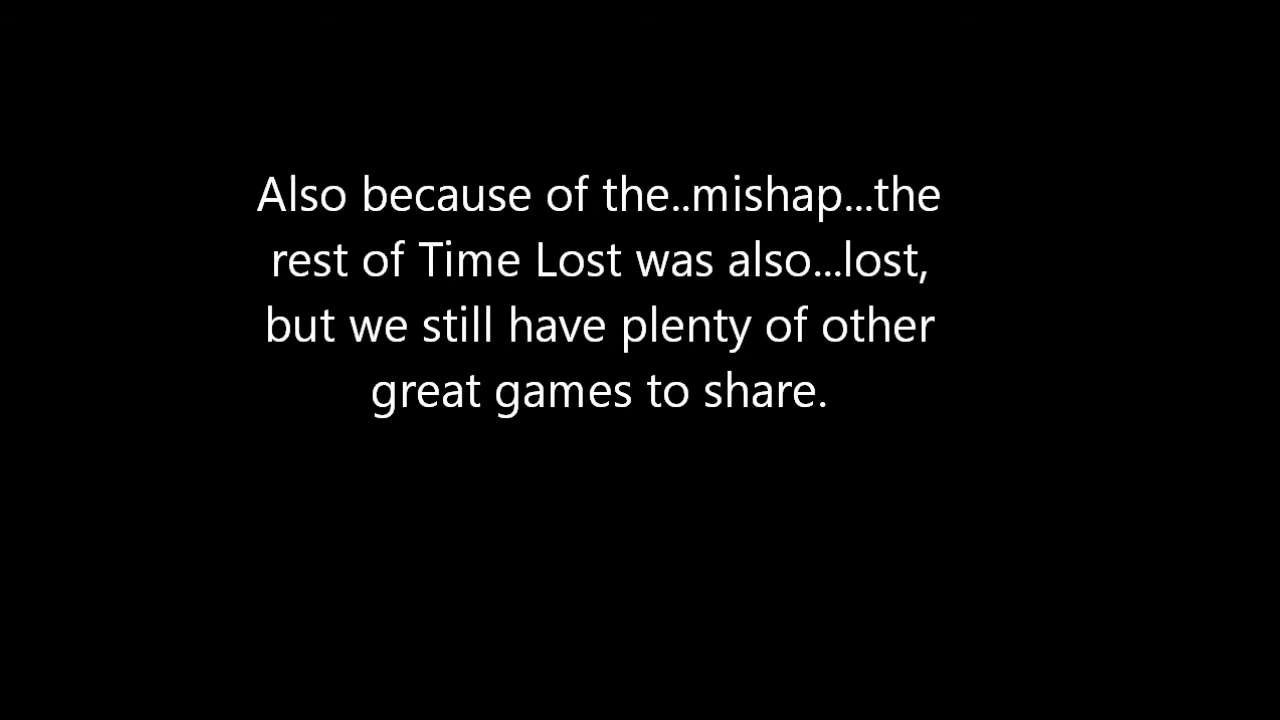 Also because of the..mishap...the
rest of Time Lost was also...lost,
but we still have plenty of other
great games to share.